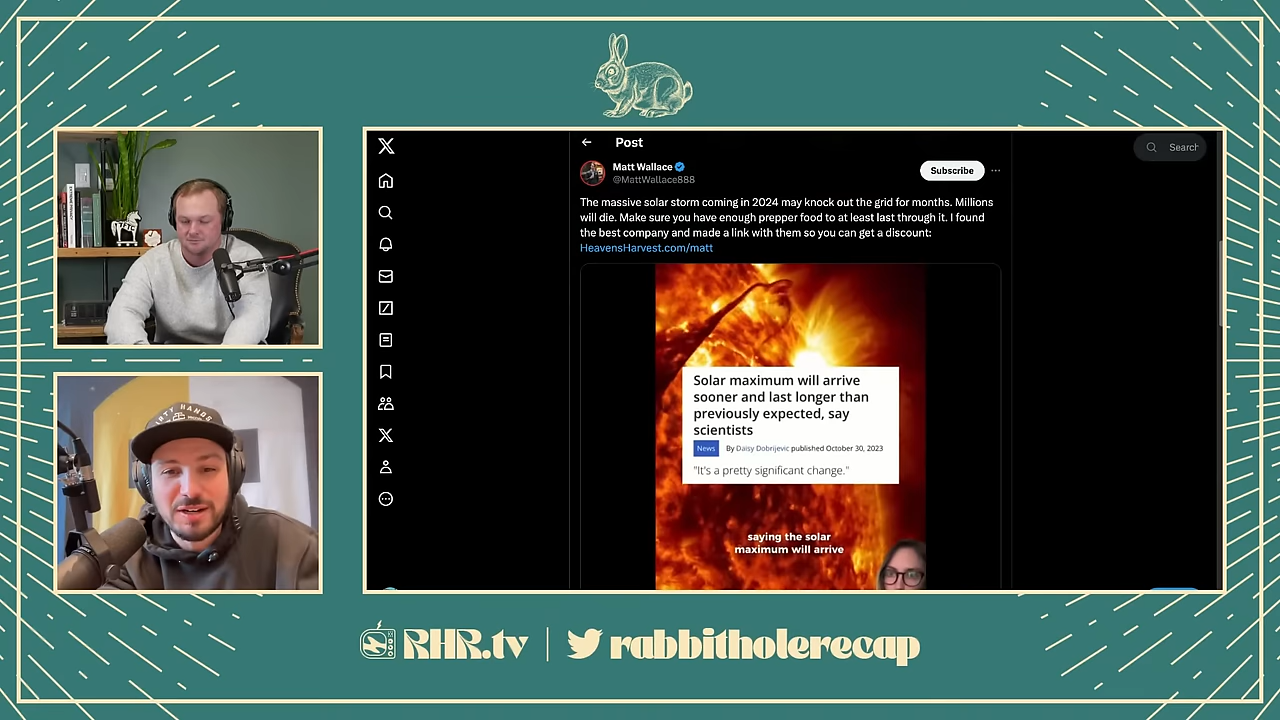 Post
Search
Matt Wallace
@MattWallace888
Subscribe
The massive solar storm coming in 2024 may knock out the grid for months. Millions
will die. Make sure you have enough prepper food to at least last through it. I found
the best company and made a link with them so you can get a discount:
HeavensHarvest.com/matt
Solar maximum will arrive
sooner and last longer than
previously expected, say
scientists
News By Daisy Dobrijevic published October 30, 2023
"It's a pretty significant change."
saying the solar
maximum will arrive
RHR.tv
rabbitholerecap